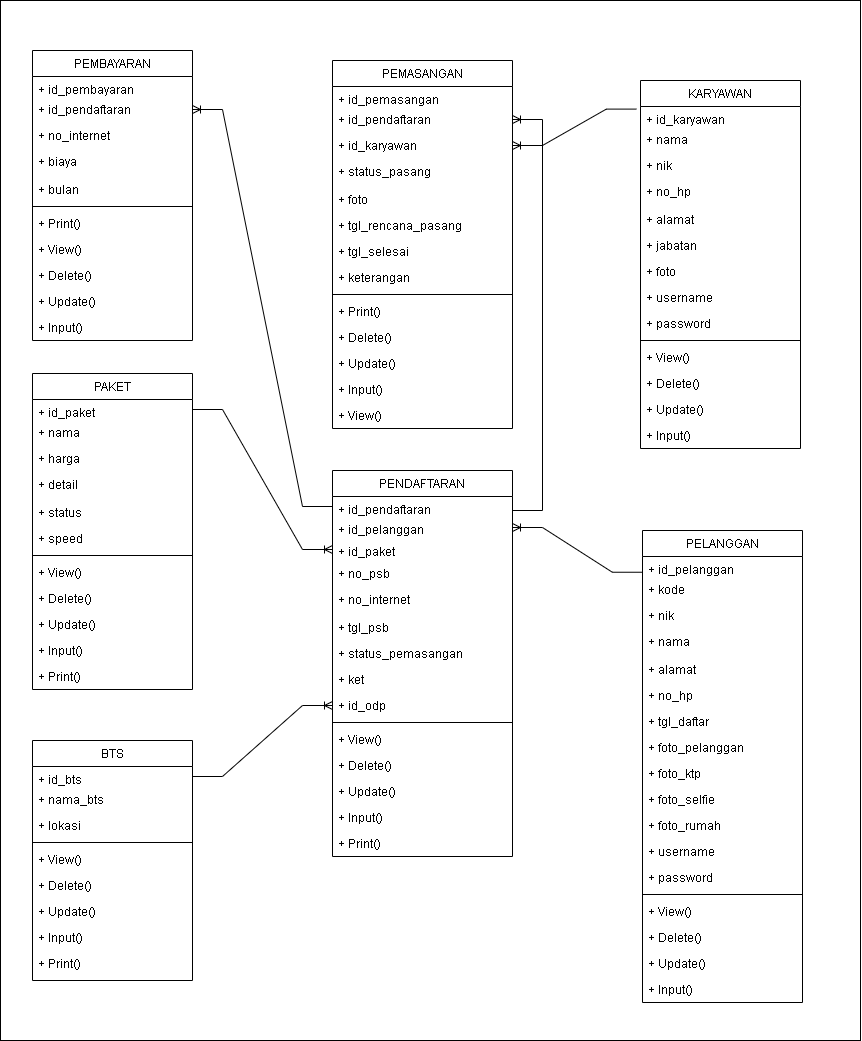 PEMBAYARAN
+ id_pembayaran
+ id_pendaftaran
+ no_internet
+ biaya
+ bulan
+ Print()
+ View()
+ Delete()
+ Update()
+ Input()
PEMASANGAN
+ id_pemasangan
+ id_pendaftaran
+ id_karyawan
+ status_pasang
+ foto
+ tgl_rencana_pasang
+ tgl_selesai
+ keterangan
+ Print()
+ Delete()
+ Update()
+ Input()
+ View()
KARYAWAN
+ id_karyawan
+ nama
+ nik
+ no_hp
+ alamat
+ jabatan
+ foto
+ username
+ password
+ View()
+ Delete()
+ Update()
+ Input()
PAKET
+ id_paket
+ nama
+ harga
+ detail
+ status
+ speed
+ View()
+ Delete()
+ Update()
+ Input()
+ Print()
PENDAFTARAN
+ id_pendaftaran
+ id_pelanggan
+ id_paket
+ no_psb
+ no_internet
+ tgl_psb
+ status_pemasangan
+ ket
+ id_odp
+ View()
+ Delete()
+ Update()
+ Input()
+ Print()
PELANGGAN
+ id_pelanggan
+ kode
+ nik
+ nama
+ alamat
+ no_hp
+ tgl_daftar
+ foto_pelanggan
+ foto_ktp
+ foto_selfie
+ foto_rumah
+ username
+ password
+ View()
+ Delete()
+ Update()
+ Input()
BTS
+ id_bts
+ nama_bts
+ lokasi
+ View()
+ Delete()
+ Update()
+ Input()
+ Print()